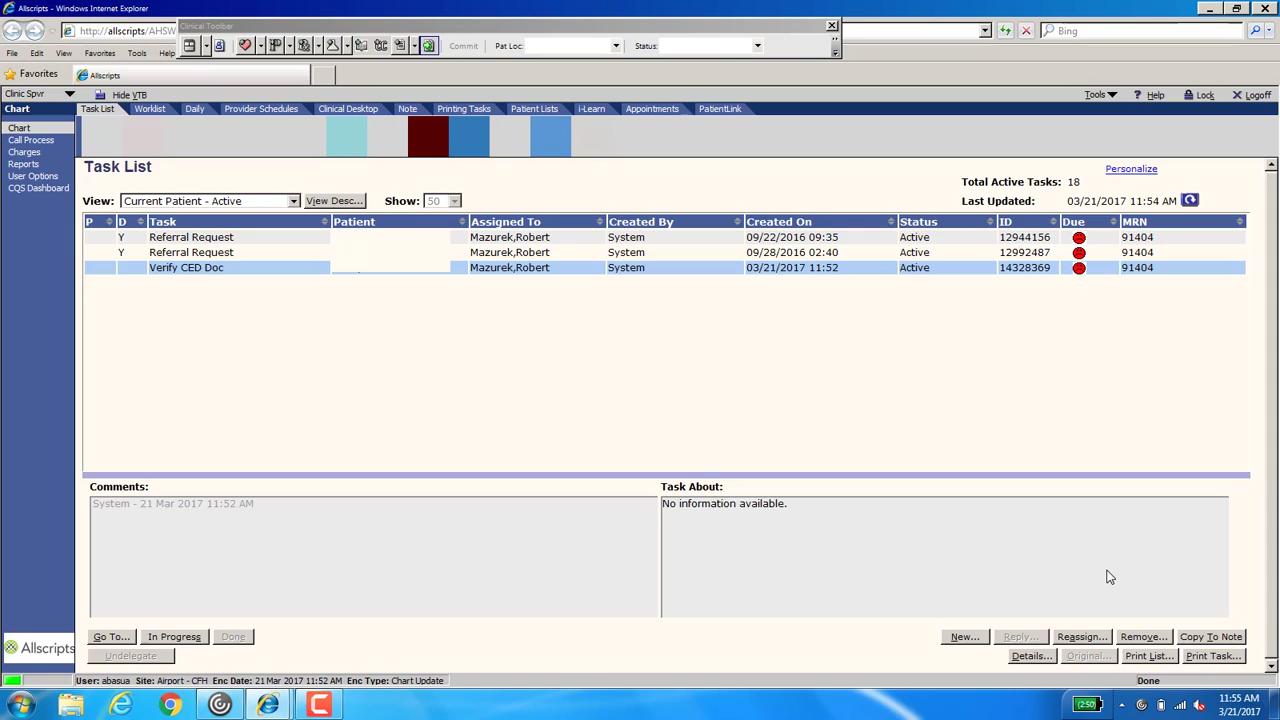 Allscripts - Windows Internet Explorer
http://allscripts/AHSW
Clinical Toolbar
Bing
Commit
Pat Loc:
Status:
File Edit View Favorites Tools Help
Favorites
Allscripts
Clinic Spvr
Hide VTB
Tools
Help
Lock
Logoff
Chart
Task List Worklist Daily Provider Schedules Clinical Desktop Note Printing Tasks Patient Lists i-Learn Appointments PatientLink
Chart
Call Process
Charges
Reports
User Options
CQS Dashboard
Task List
Personalize
Total Active Tasks: 18
View: Current Patient - Active View Desc... Show: 50
Last Updated: 03/21/2017 11:54 AM
P D Task Patient Assigned To Created By Created On Status ID Due MRN
Y Referral Request Mazurek,Robert System 09/22/2016 09:35 Active 12944156 91404
Y Referral Request Mazurek,Robert System 09/28/2016 02:40 Active 12992487 91404
Verify CED Doc Mazurek,Robert System 03/21/2017 11:52 Active 14328369 91404
Comments:
Task About:
System - 21 Mar 2017 11:52 AM
No information available.
Go To... In Progress Done
New... Reply... Reassign... Remove... Copy To Note
Undelegate
Details... Original... Print List... Print Task...
Allscripts
User: abasua Site: Airport - CFH Enc Date: 21 Mar 2017 11:52 AM Enc Type: Chart Update
Done
(2:50)
11:55 AM
3/21/2017